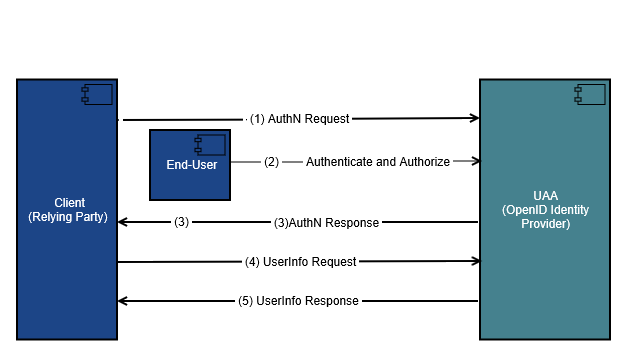 (1) AuthN Request
End-User
(2) Authenticate and Authorize
Client
(Relying Party)
UAA
(OpenID Identity
Provider)
(3) (3)AuthN Response
(4) UserInfo Request
(5) UserInfo Response